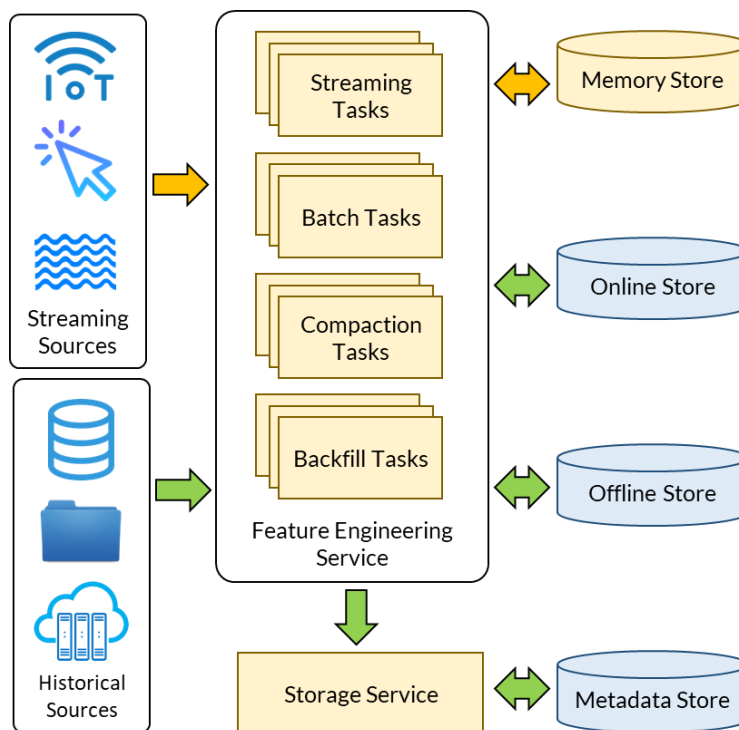 IoT
Streaming
Sources
Historical
Sources
Streaming
Tasks
Batch Tasks
Compaction
Tasks
Backfill Tasks
Feature Engineering
Service
Storage Service
Memory Store
Online Store
Offline Store
Metadata Store